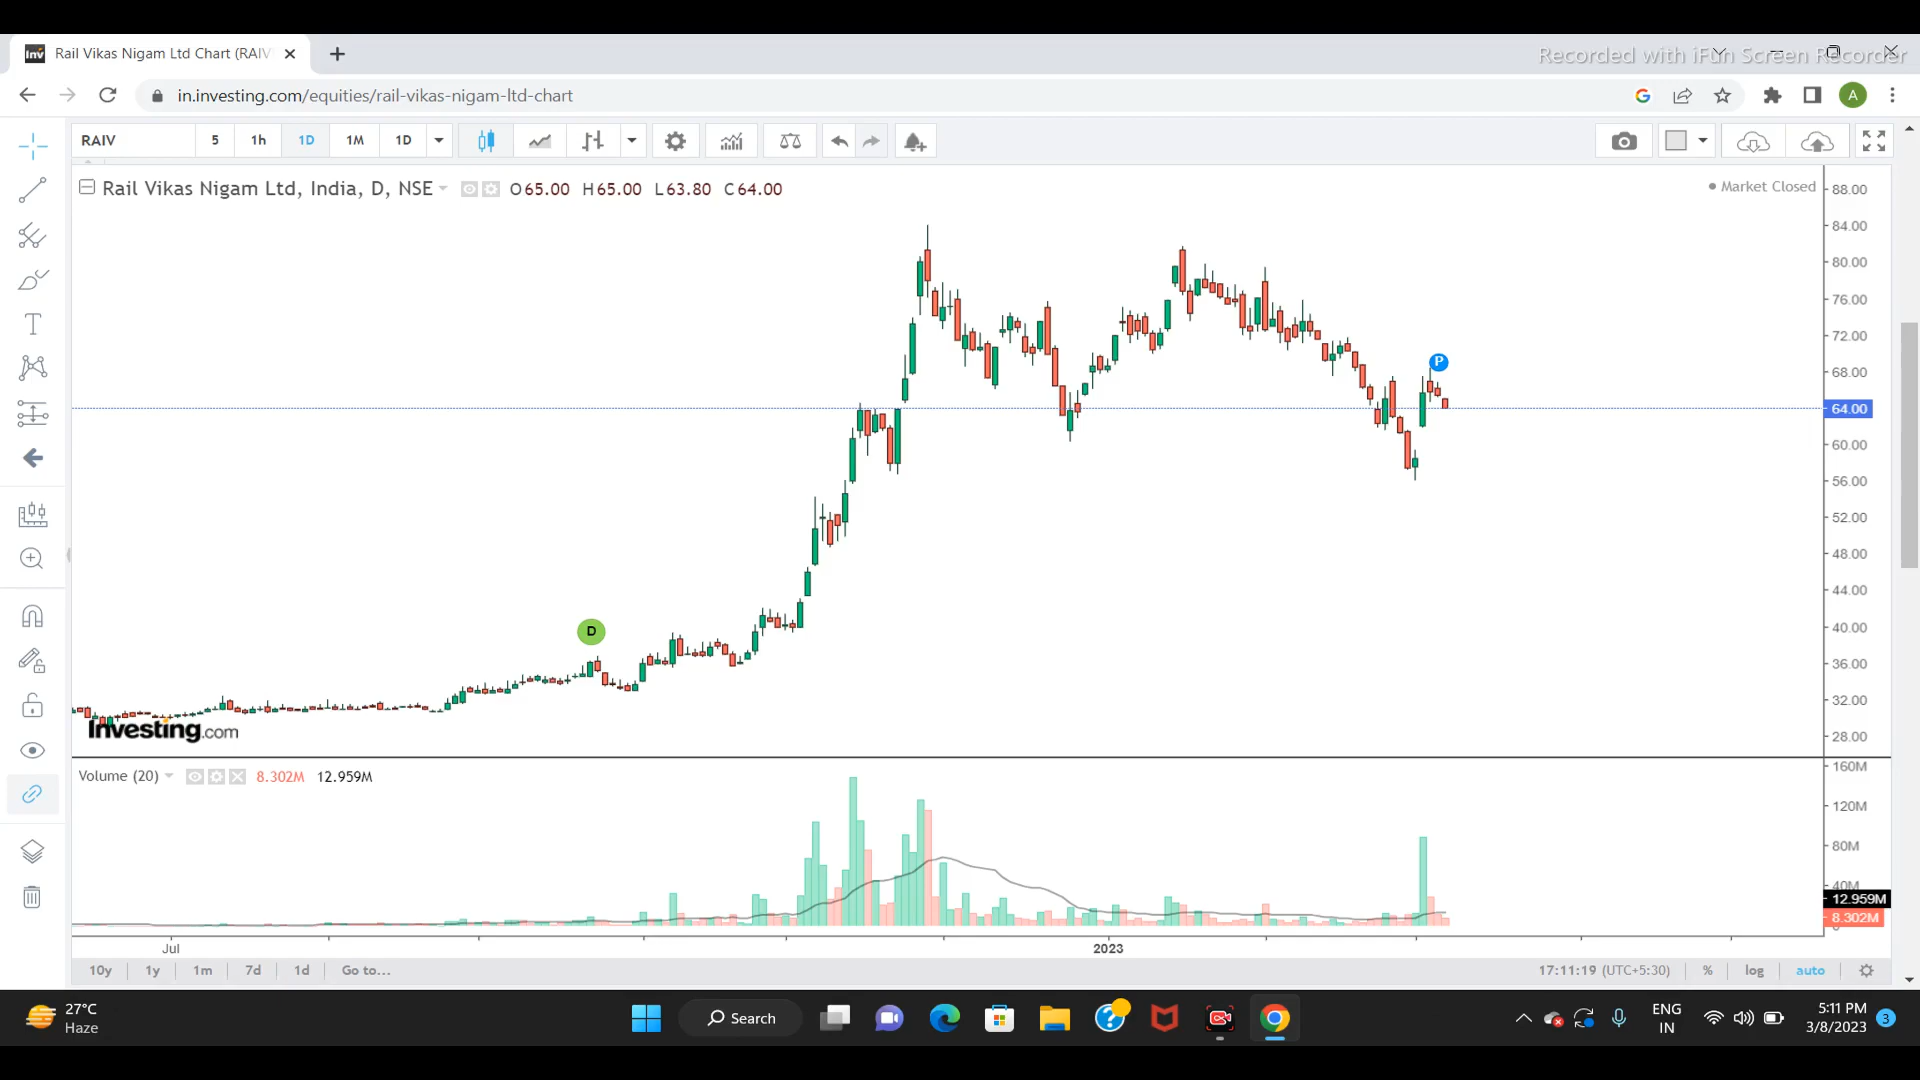 Rail Vikas Nigam Ltd Chart (RAIV
Recorded with iFun Screen Recorder
in.investing.com/equities/rail-vikas-nigam-ltd-chart
A
RAIV 5 1h 1D 1M 1D
Rail Vikas Nigam Ltd, India, D, NSE O65.00 H65.00 L63.80 C64.00
Market Closed
88.00
84.00
80.00
76.00
72.00
68.00
64.00
60.00
56.00
52.00
48.00
44.00
40.00
36.00
32.00
28.00
P
D
Investing.com
Volume (20) 8.302M 12.959M
160M
120M
80M
40M
12.959M
8.302M
0
Jul 2023
10y 1y 1m 7d 1d Go to... 17:11:19 (UTC+5:30) % log auto
27°C
Haze
Search
ENG
IN
5:11 PM
3/8/2023
3